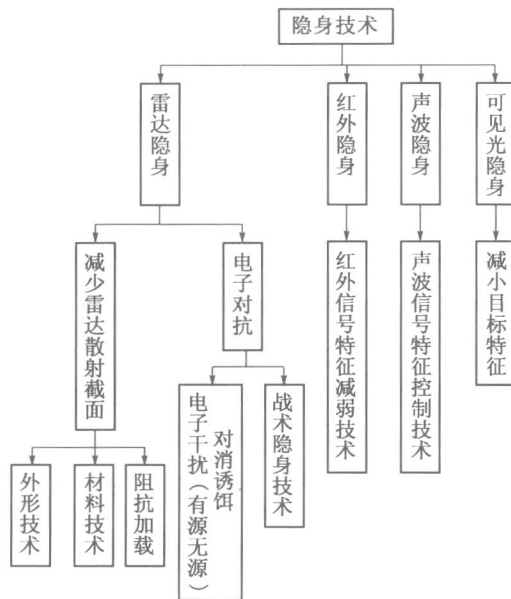 隐身技术
雷达隐身
红外隐身
声波隐身
可见光隐身
减少雷达散射截面
电子对抗
红外信号特征减弱技术
声波信号特征控制技术
减小目标特征
外形技术
材料技术
阻抗加载
对消诱饵
电子干扰（有源无源）
战术隐身技术